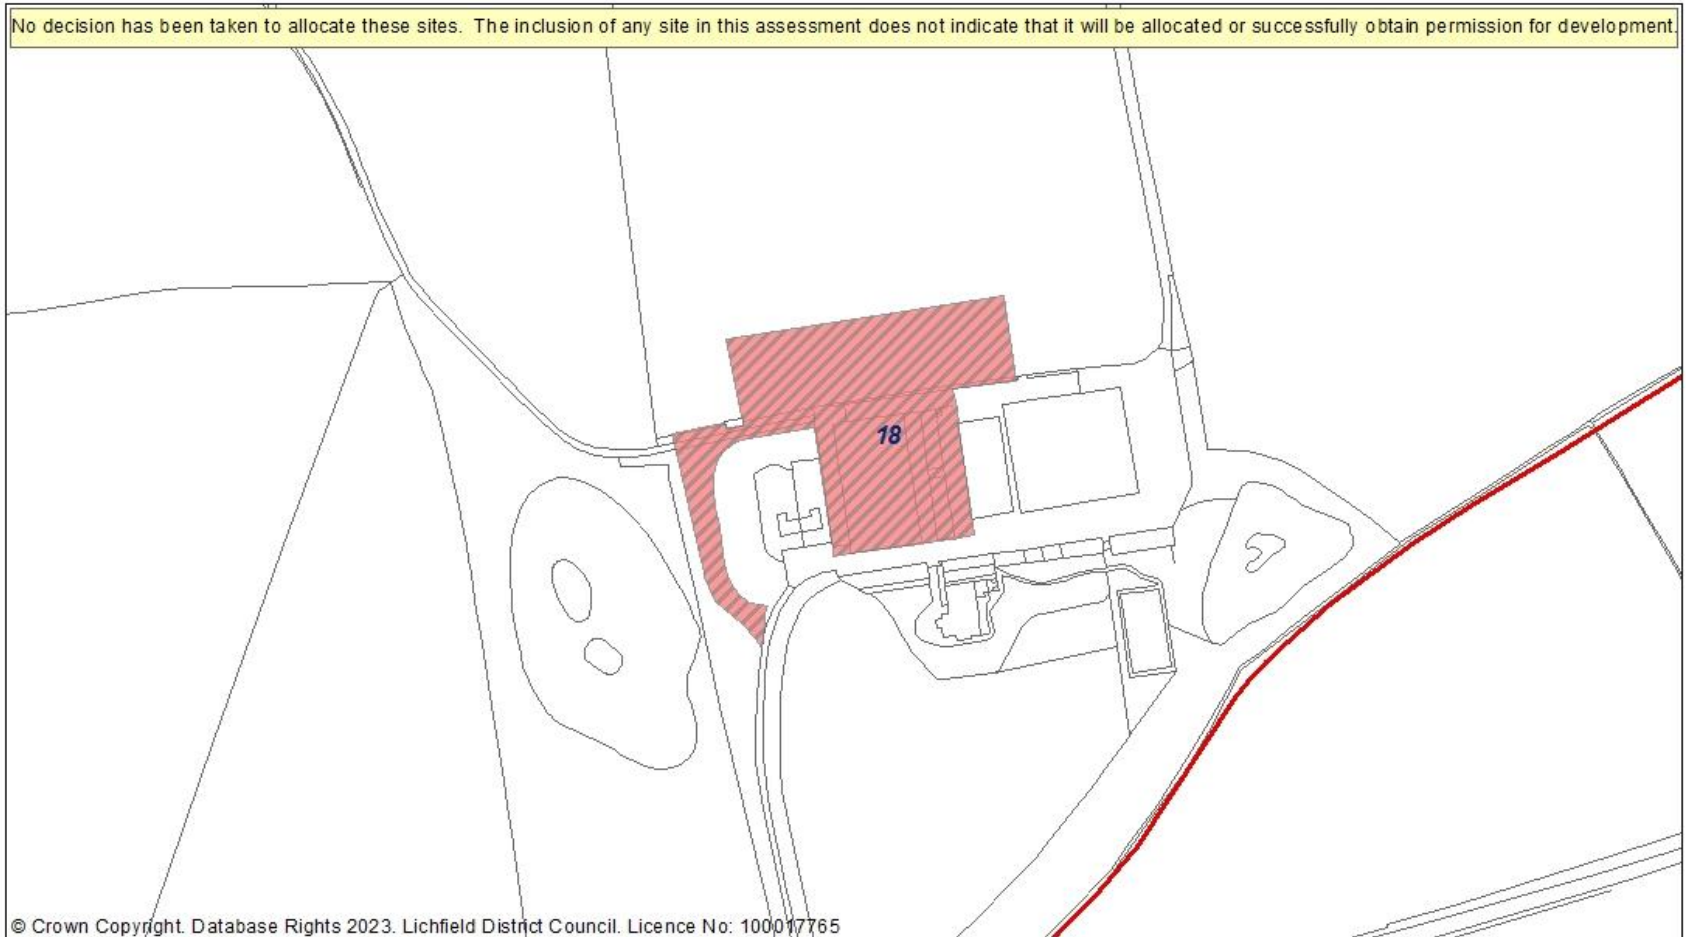 No decision has been taken to allocate these sites. The inclusion of any site in this assessment does not indicate that it will be allocated or successfully obtain permission for development.
18
© Crown Copyright. Database Rights 2023. Lichfield District Council. Licence No: 100017765